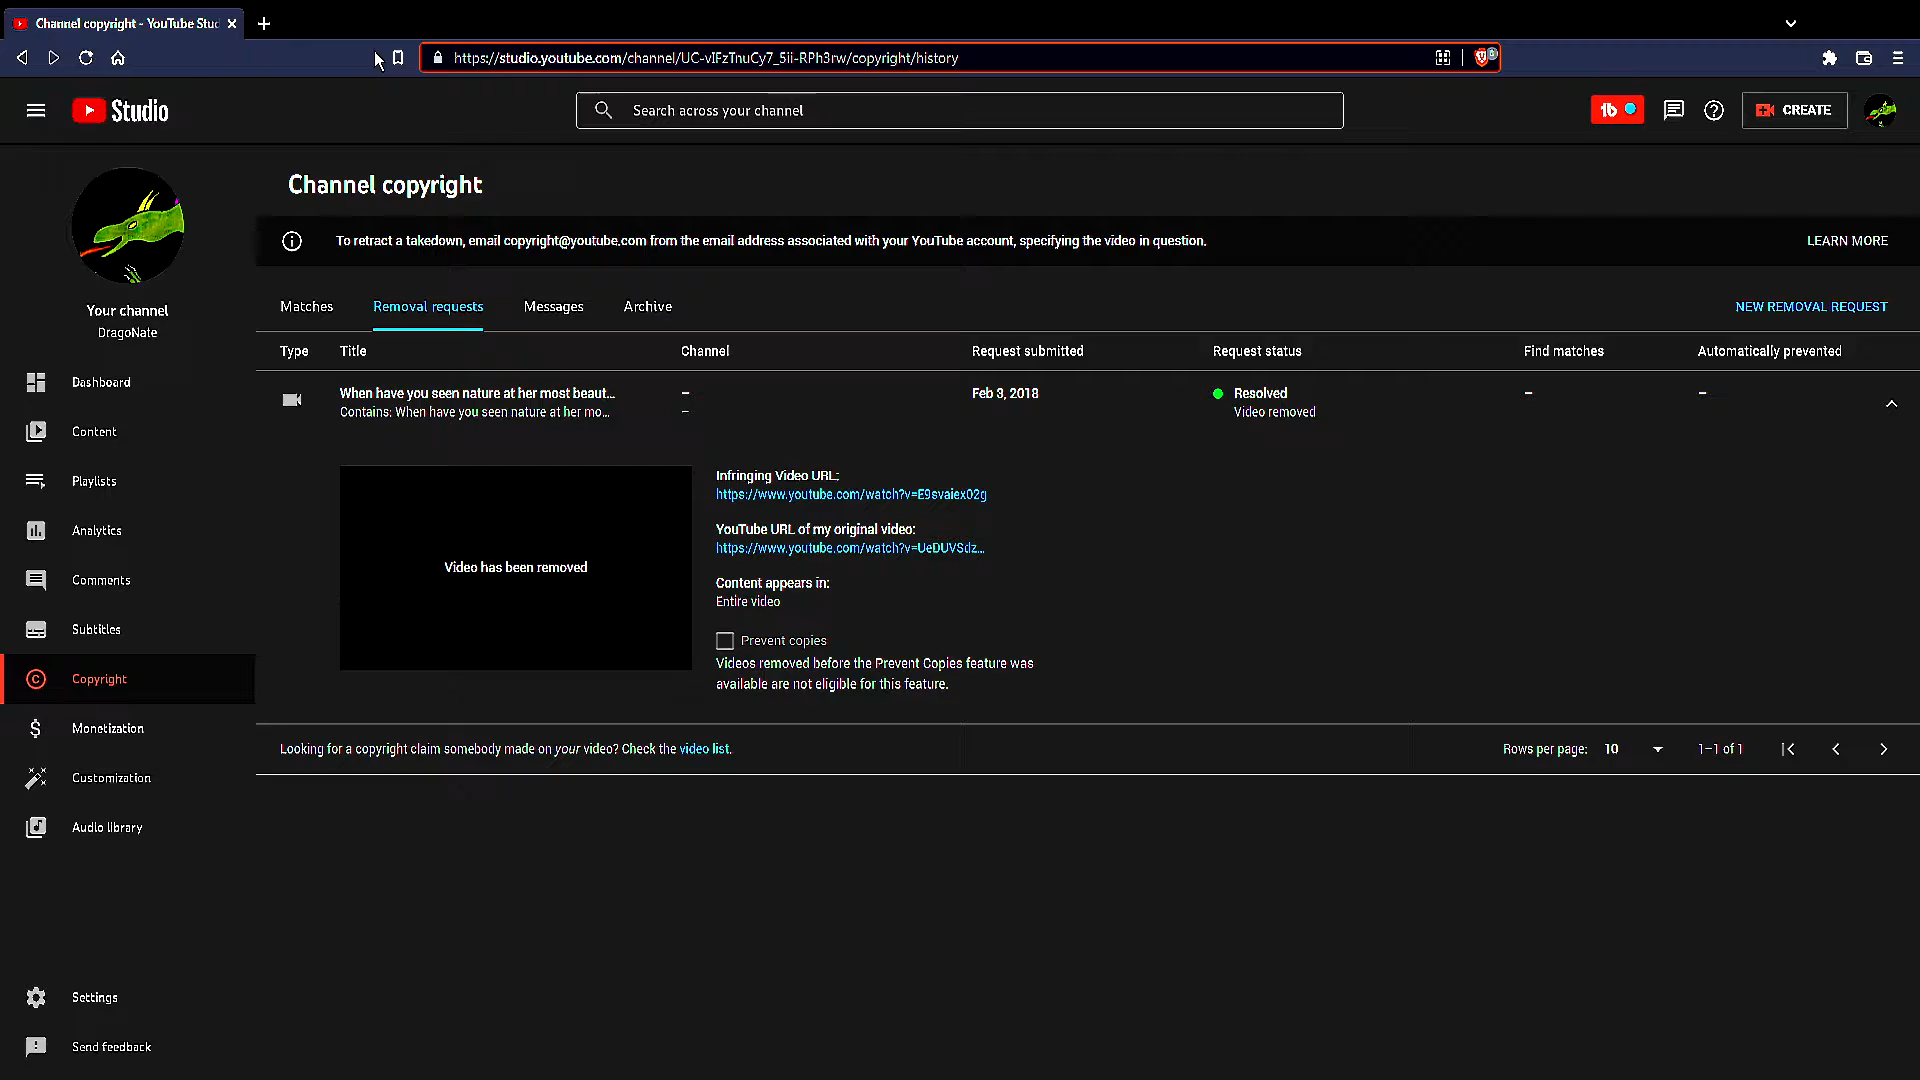 Channel copyright - YouTube Stud
https://studio.youtube.com/channel/UC-vIFzTnuCy7_5ii-RPh3rw/copyright/history
Studio
Search across your channel
CREATE
Your channel
DragoNate
Dashboard
Content
Playlists
Analytics
Comments
Subtitles
Copyright
Monetization
Customization
Audio library
Settings
Send feedback
Channel copyright
To retract a takedown, email copyright@youtube.com from the email address associated with your YouTube account, specifying the video in question.
LEARN MORE
Matches
Removal requests
Messages
Archive
NEW REMOVAL REQUEST
Type Title Channel Request submitted Request status Find matches Automatically prevented
When have you seen nature at her most beaut... – Feb 3, 2018 Resolved – –
Contains: When have you seen nature at her mo... – Video removed
Video has been removed
Infringing Video URL:
https://www.youtube.com/watch?v=E9svaiex02g
YouTube URL of my original video:
https://www.youtube.com/watch?v=UeDUVSdz...
Content appears in:
Entire video
Prevent copies
Videos removed before the Prevent Copies feature was
available are not eligible for this feature.
Looking for a copyright claim somebody made on your video? Check the video list.
Rows per page: 10 1–1 of 1